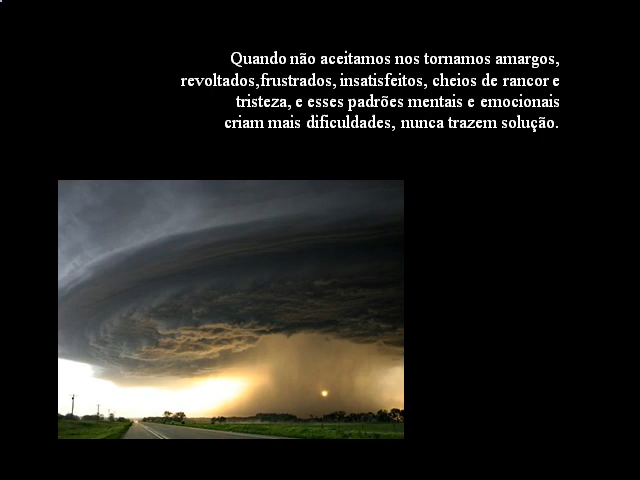 Quando não aceitamos nos tornamos amargos,
revoltados,frustrados, insatisfeitos, cheios de rancor e
tristeza, e esses padrões mentais e emocionais
criam mais dificuldades, nunca trazem solução.